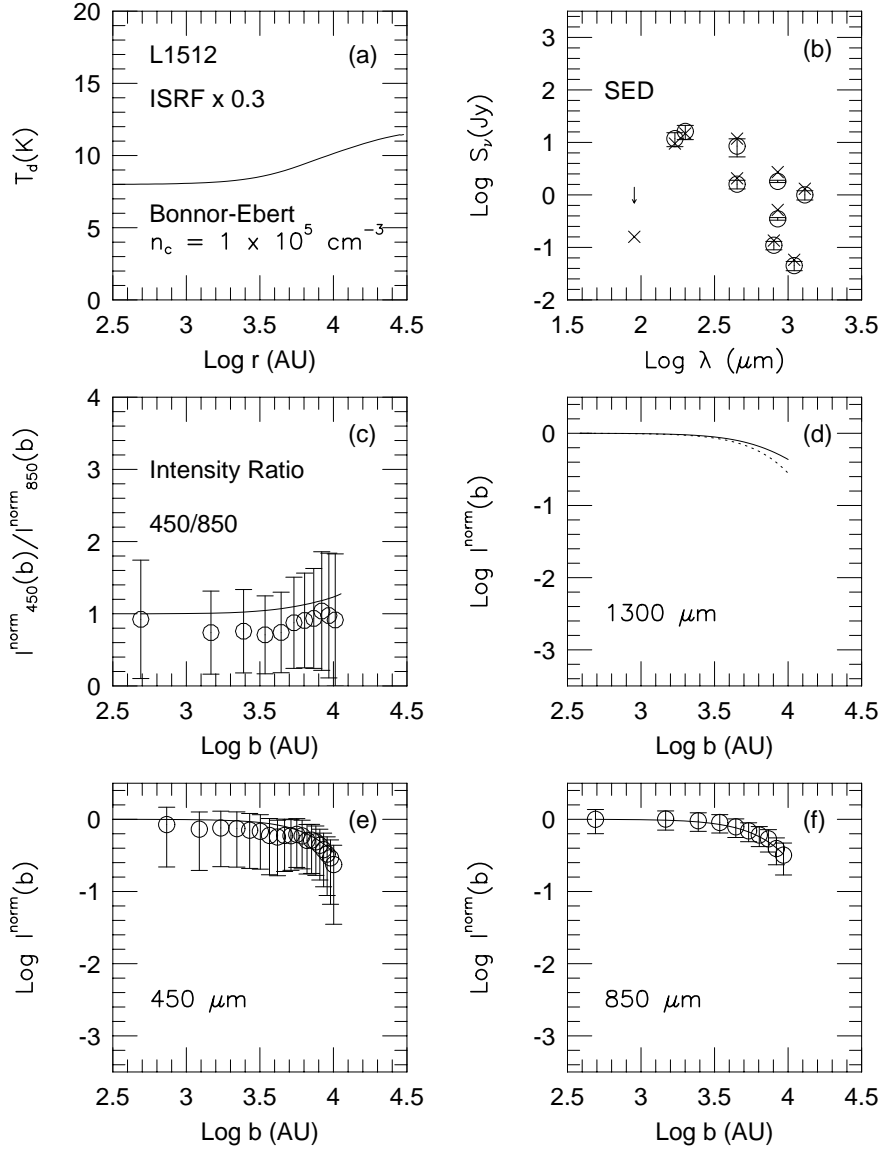 20
15
10
5
0
T_d(K)
L1512
(a)
ISRF x 0.3
Bonnor-Ebert
n_c = 1 x 10^5 cm^-3
2.5 3 3.5 4 4.5
Log r (AU)
3
2
1
0
-1
-2
Log S_ν(Jy)
(b)
SED
1.5 2 2.5 3 3.5
Log λ (μm)
4
3
2
1
0
I^norm_450(b)/I^norm_850(b)
(c)
Intensity Ratio
450/850
2.5 3 3.5 4 4.5
Log b (AU)
0
-1
-2
-3
Log I^norm(b)
(d)
1300 μm
2.5 3 3.5 4 4.5
Log b (AU)
0
-1
-2
-3
Log I^norm(b)
(e)
450 μm
2.5 3 3.5 4 4.5
Log b (AU)
0
-1
-2
-3
Log I^norm(b)
(f)
850 μm
2.5 3 3.5 4 4.5
Log b (AU)